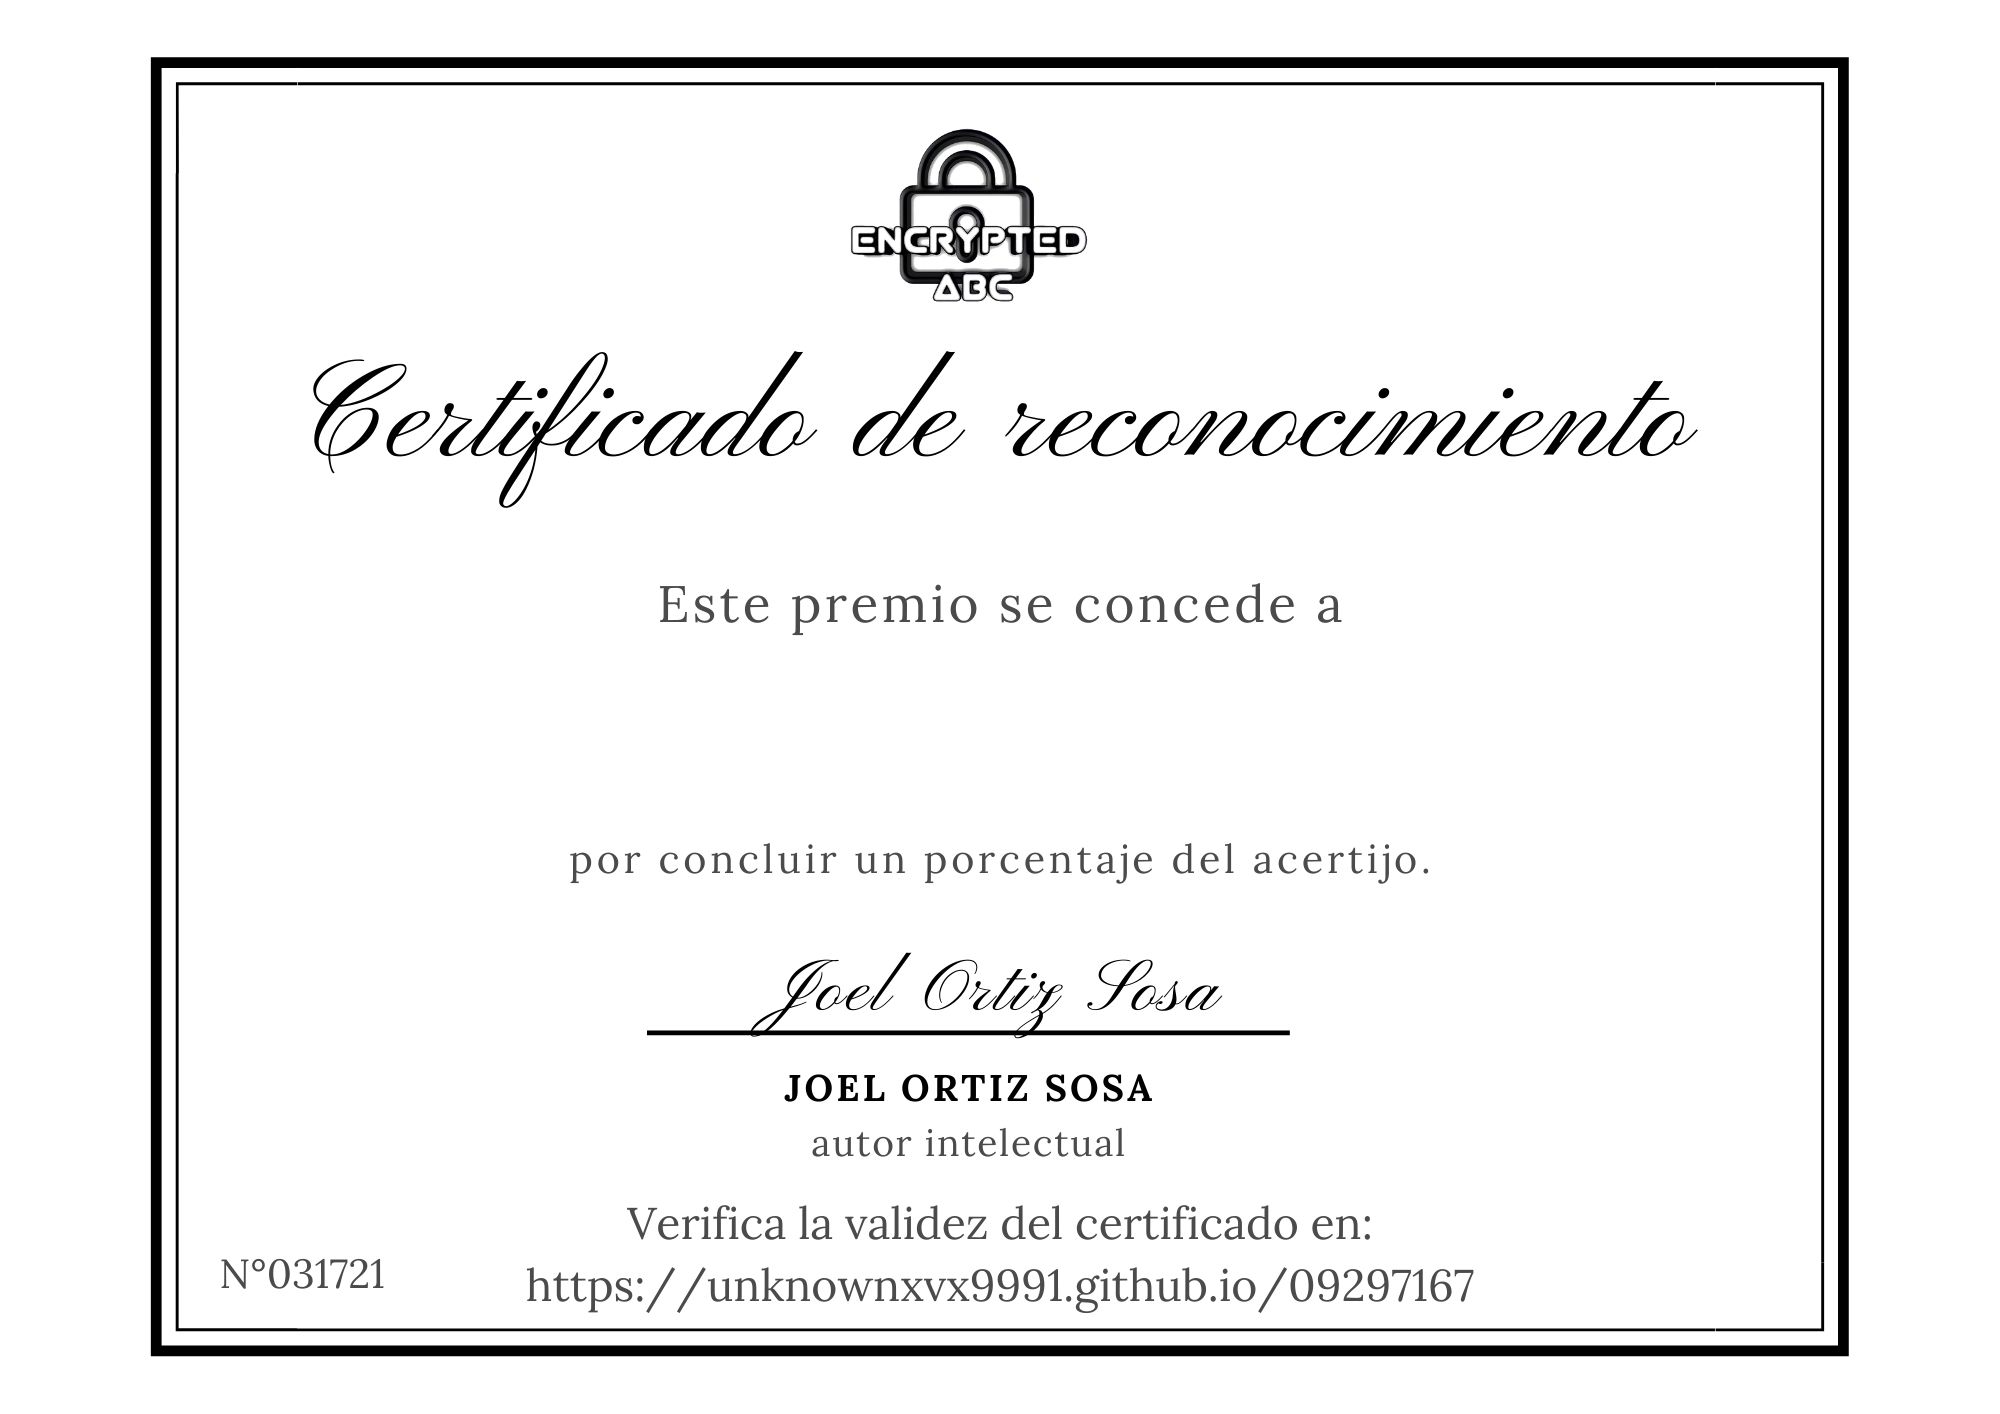 ENCRYPTED
ABC
Certificado de reconocimiento
Este premio se concede a
por concluir un porcentaje del acertijo.
Joel Ortiz Sosa
JOEL ORTIZ SOSA
autor intelectual
Verifica la validez del certificado en:
N°031721
https://unknownxvx9991.github.io/09297167